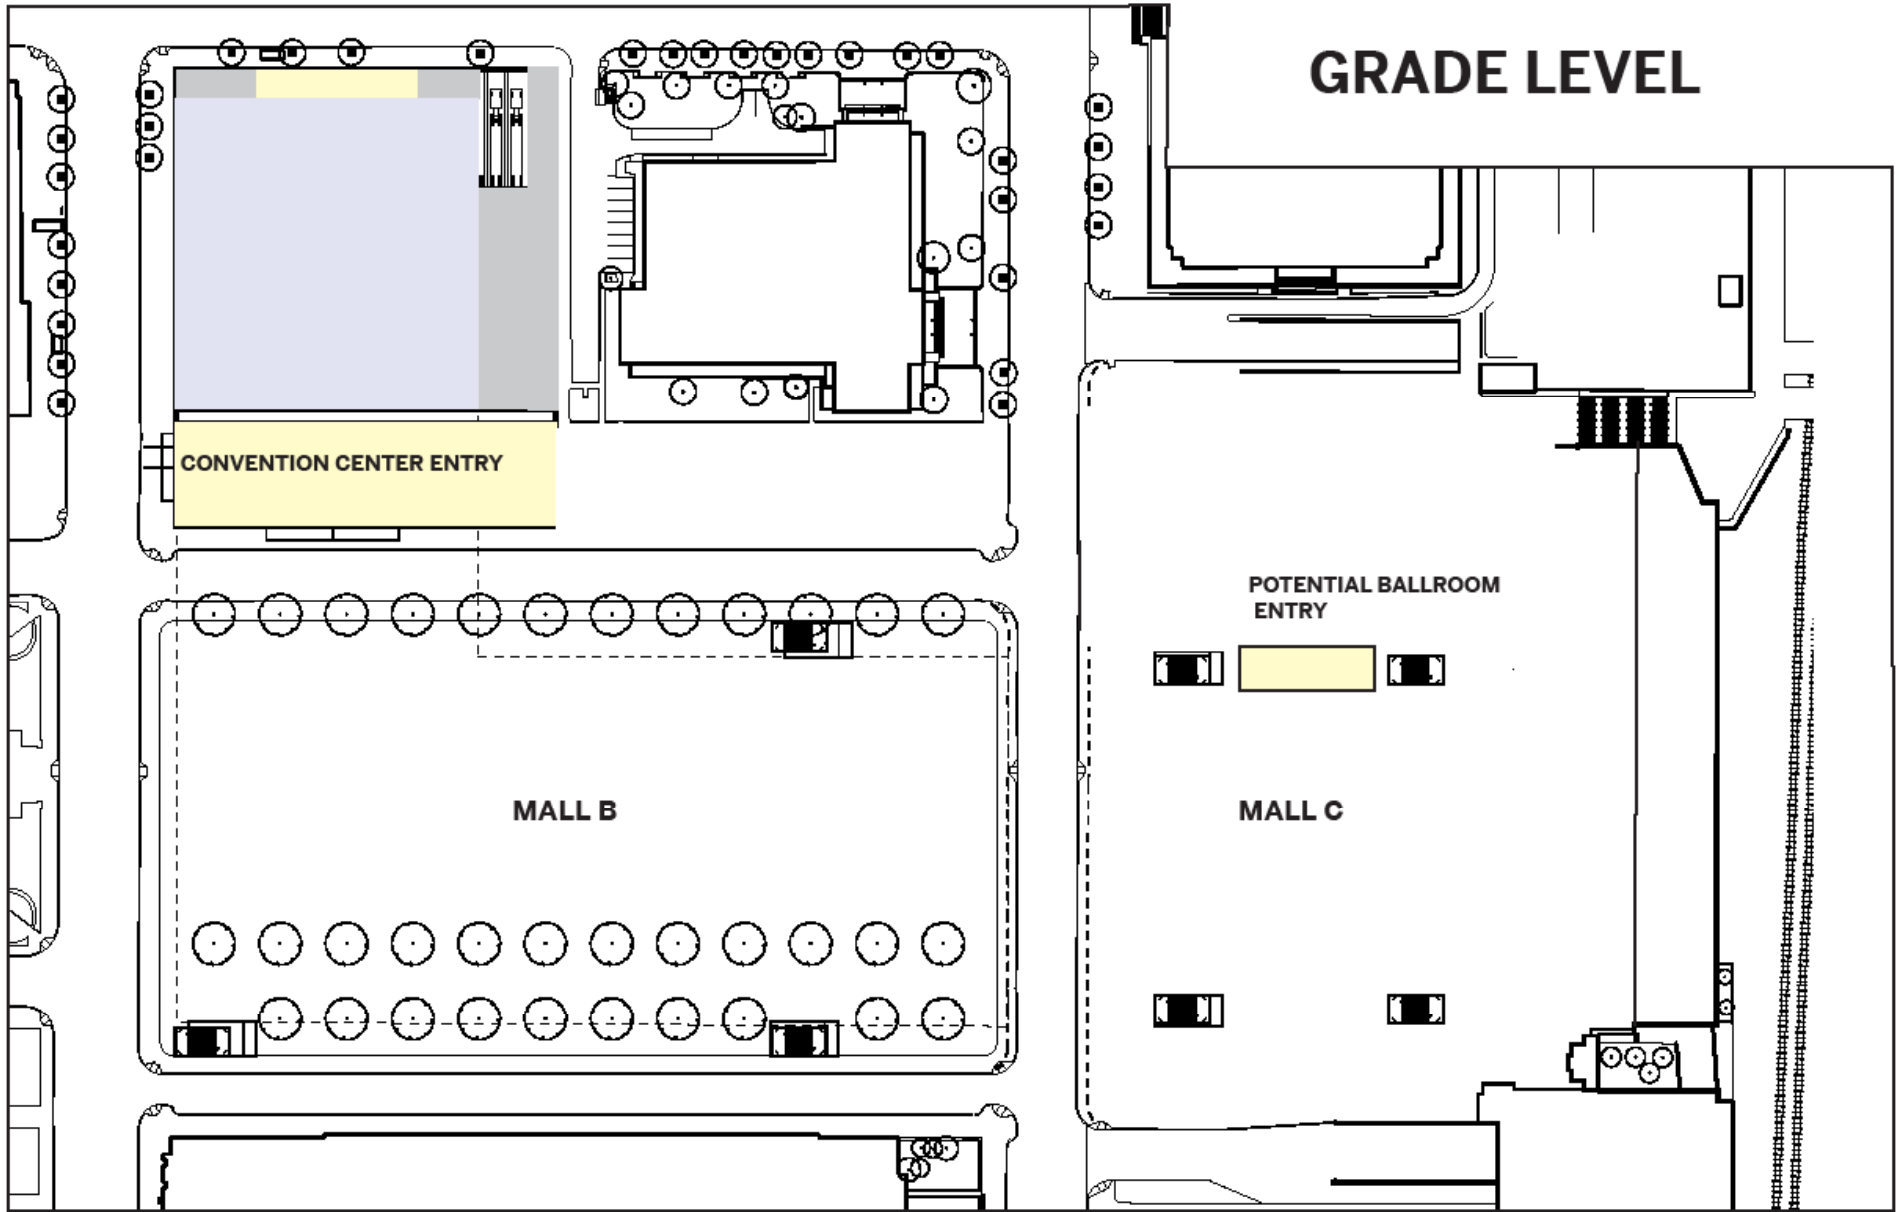 GRADE LEVEL
CONVENTION CENTER ENTRY
POTENTIAL BALLROOM
ENTRY
MALL B
MALL C